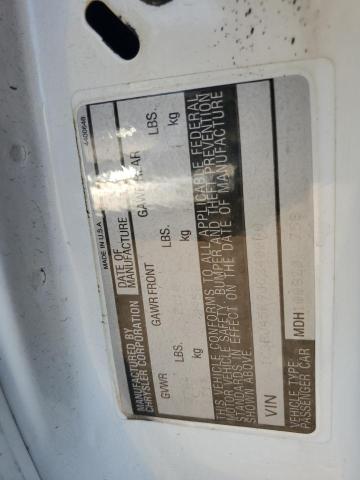 MADE IN U.S.A.
4400648
MANUFACTURED BY
CHRYSLER CORPORATION
DATE OF
MANUFACTURE
GVWR
LBS.
kg
GAWR FRONT
LBS.
kg
GAWR REAR
LBS.
kg
THIS VEHICLE CONFORMS TO ALL APPLICABLE FEDERAL
MOTOR VEHICLE SAFETY, BUMPER AND THEFT PREVENTION
STANDARDS IN EFFECT ON THE DATE OF MANUFACTURE
SHOWN ABOVE.
VIN
VEHICLE TYPE
PASSENGER CAR
MDH